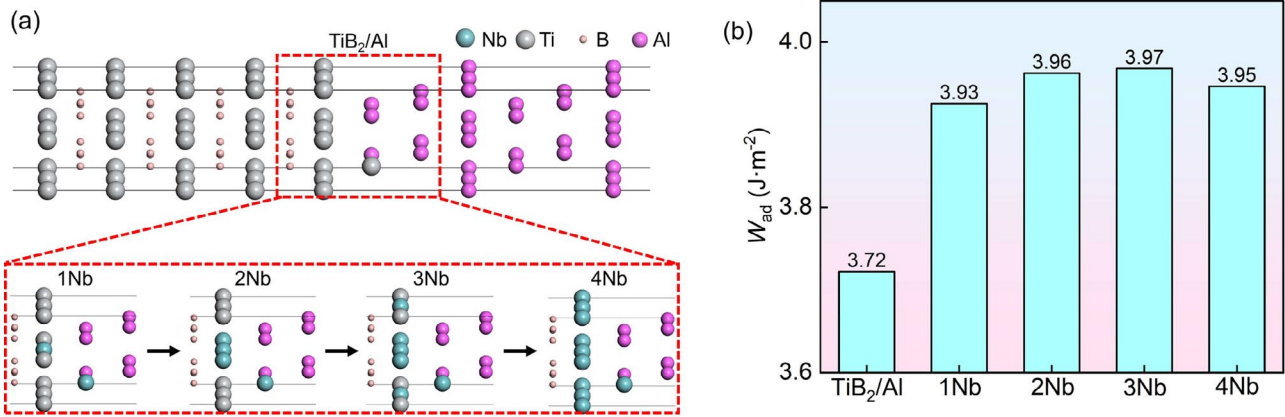 (a)
TiB₂/Al
Nb Ti B Al
1Nb 2Nb 3Nb 4Nb
(b)
W_ad (J·m⁻²)
4.0
3.8
3.6
3.72
3.93
3.96
3.97
3.95
TiB₂/Al 1Nb 2Nb 3Nb 4Nb